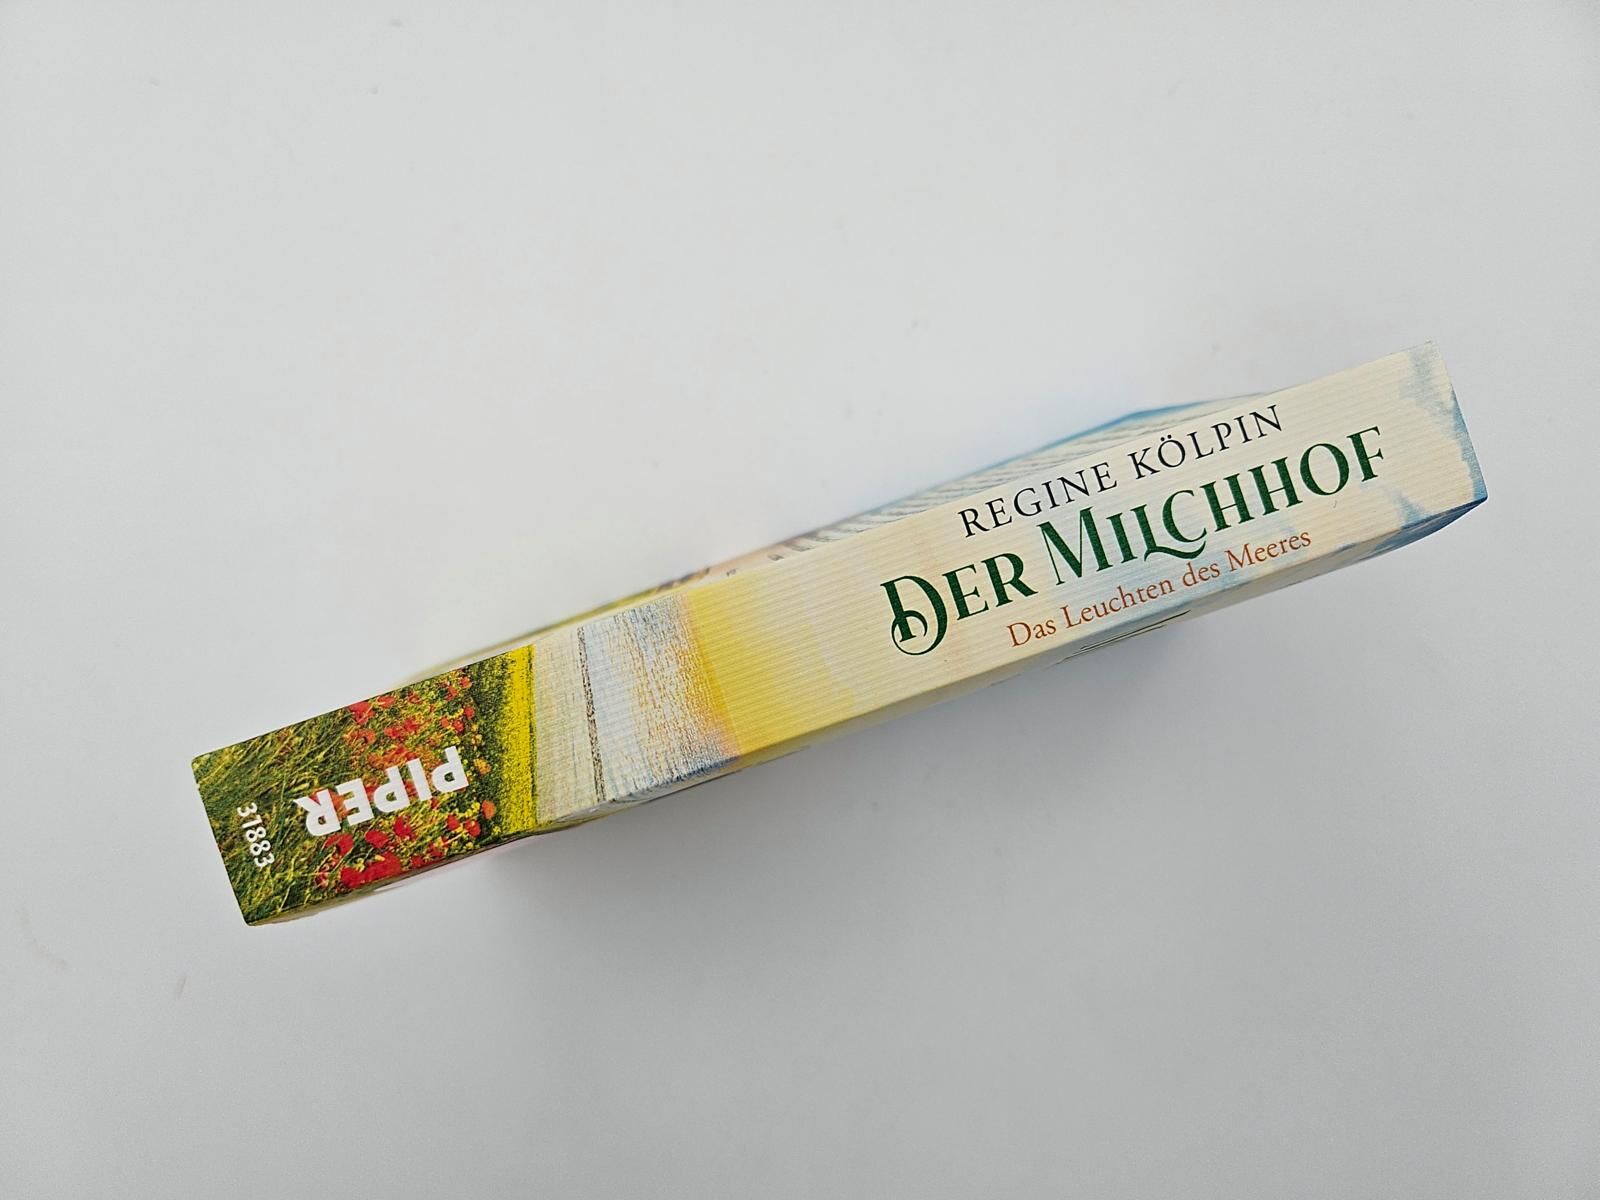 REGINE KÖLPIN
DER MILCHHOF
Das Leuchten des Meeres
PIPER
31883